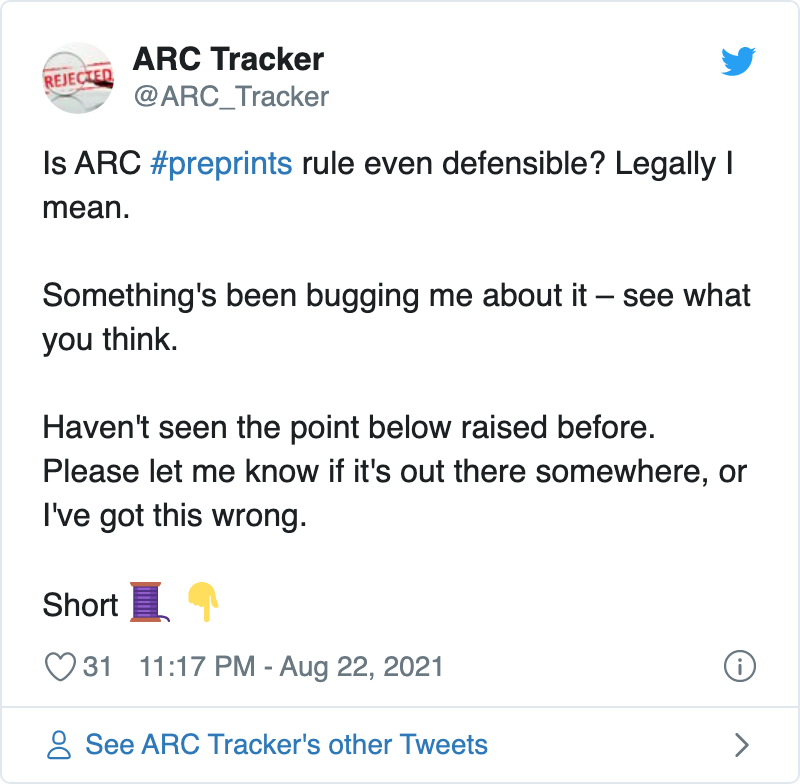 ARC Tracker
@ARC_Tracker
REJECTED
Is ARC #preprints rule even defensible? Legally I
mean.
Something's been bugging me about it – see what
you think.
Haven't seen the point below raised before.
Please let me know if it's out there somewhere, or
I've got this wrong.
Short 🧵 👇
31 11:17 PM - Aug 22, 2021
See ARC Tracker's other Tweets